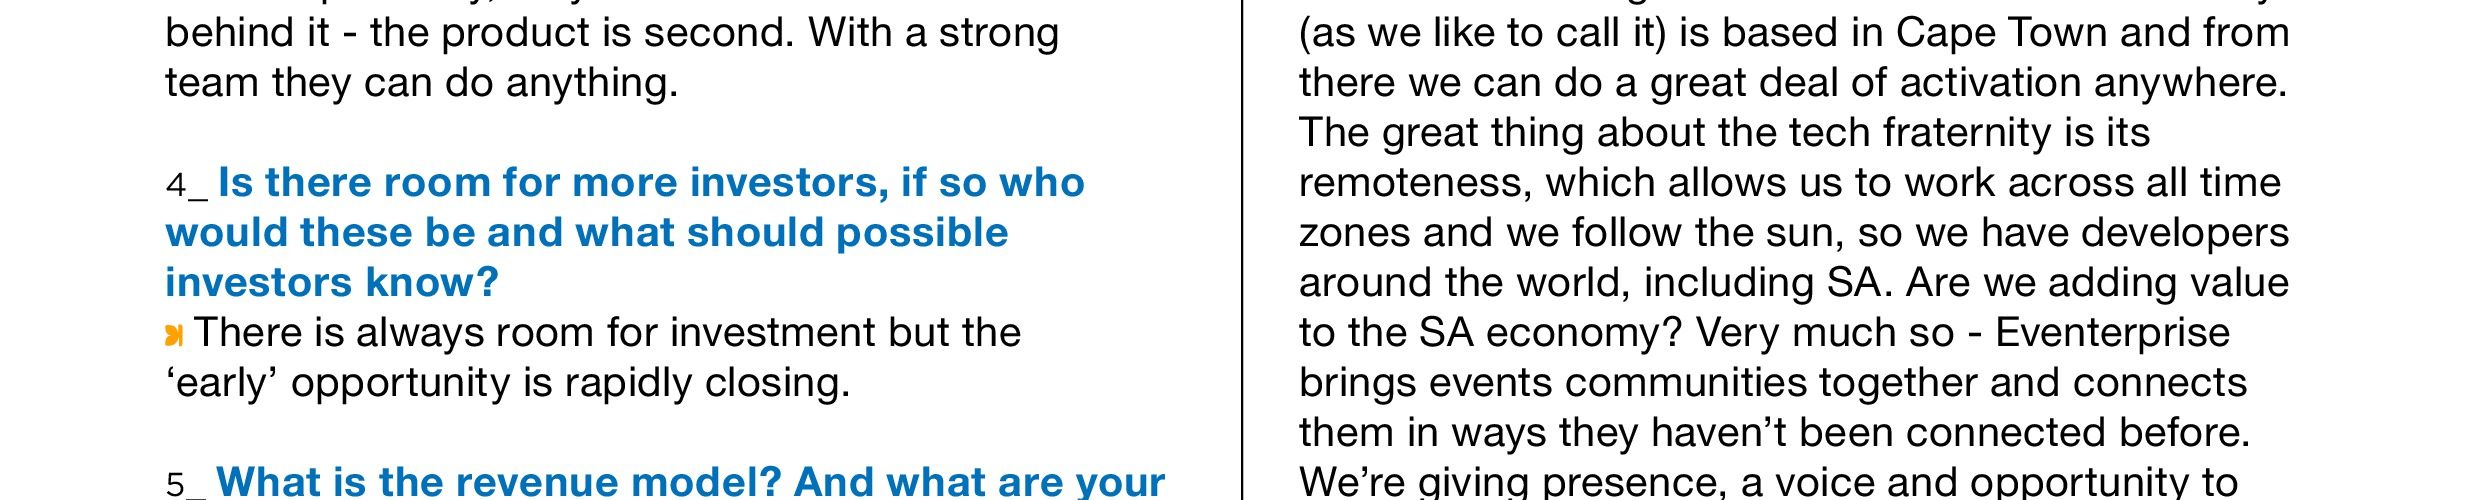 behind it - the product is second. With a strong
team they can do anything.
4_ Is there room for more investors, if so who
would these be and what should possible
investors know?
There is always room for investment but the
‘early’ opportunity is rapidly closing.
5_ What is the revenue model? And what are your
(as we like to call it) is based in Cape Town and from
there we can do a great deal of activation anywhere.
The great thing about the tech fraternity is its
remoteness, which allows us to work across all time
zones and we follow the sun, so we have developers
around the world, including SA. Are we adding value
to the SA economy? Very much so - Eventerprise
brings events communities together and connects
them in ways they haven’t been connected before.
We’re giving presence, a voice and opportunity to